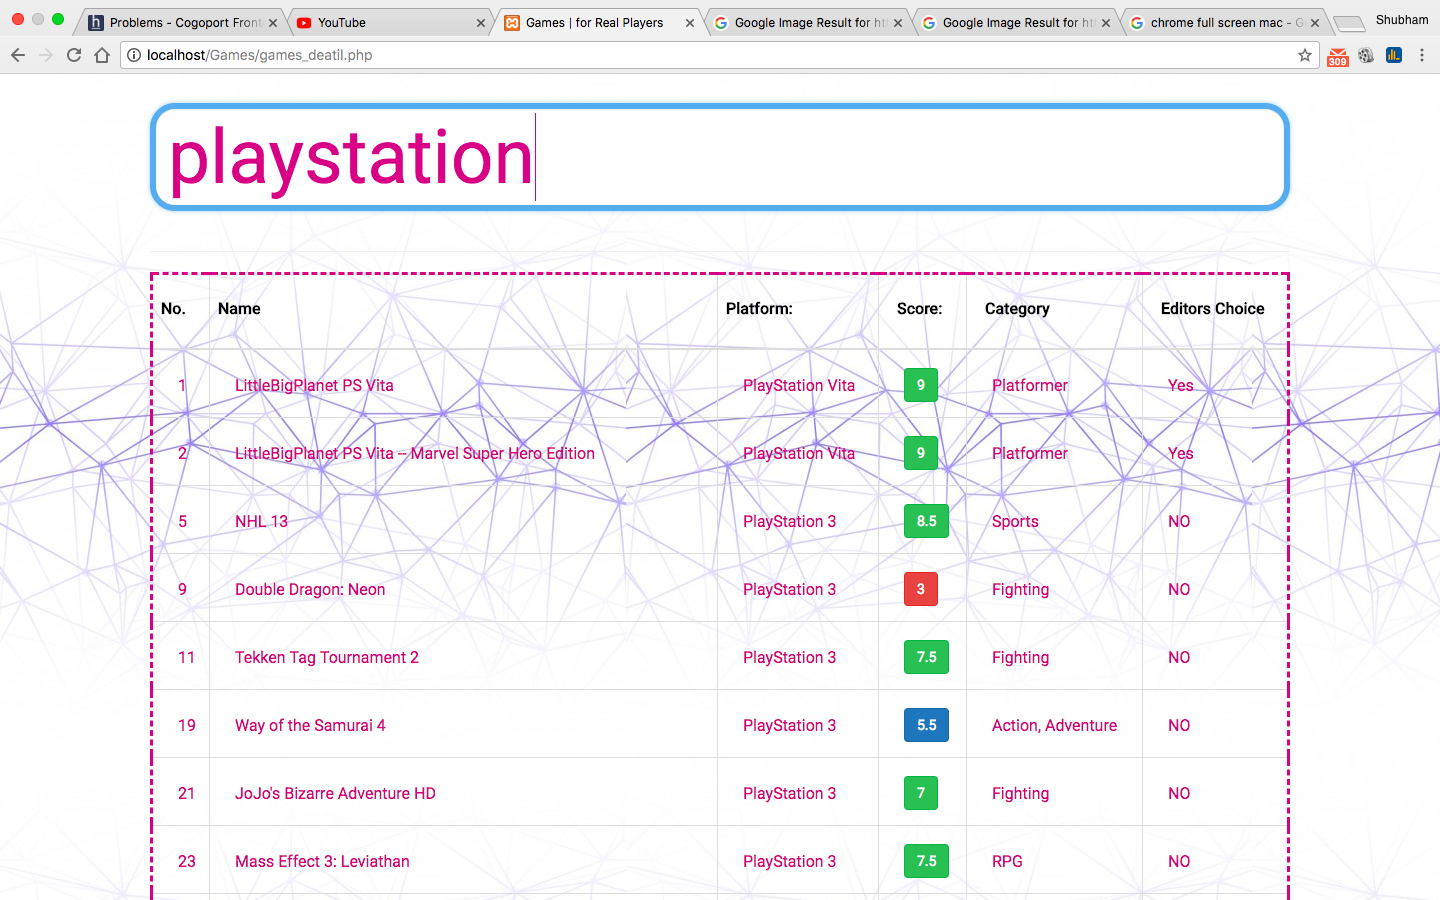 Problems - Cogoport Front
YouTube
Games | for Real Players
Google Image Result for htt
Google Image Result for htt
chrome full screen mac - G
Shubham
localhost/Games/games_deatil.php
309
playstation
No. Name Platform: Score: Category Editors Choice
1 LittleBigPlanet PS Vita PlayStation Vita 9 Platformer Yes
2 LittleBigPlanet PS Vita -- Marvel Super Hero Edition PlayStation Vita 9 Platformer Yes
5 NHL 13 PlayStation 3 8.5 Sports NO
9 Double Dragon: Neon PlayStation 3 3 Fighting NO
11 Tekken Tag Tournament 2 PlayStation 3 7.5 Fighting NO
19 Way of the Samurai 4 PlayStation 3 5.5 Action, Adventure NO
21 JoJo's Bizarre Adventure HD PlayStation 3 7 Fighting NO
23 Mass Effect 3: Leviathan PlayStation 3 7.5 RPG NO